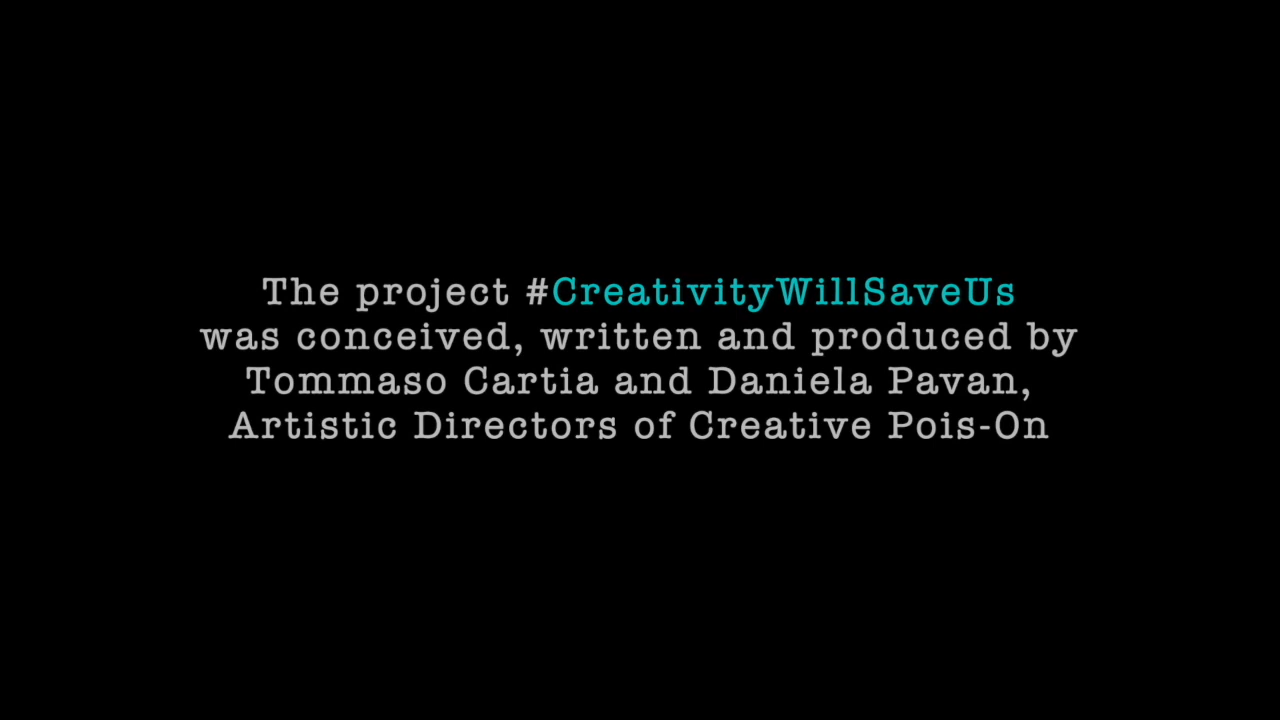 The project #CreativityWillSaveUs
was conceived, written and produced by
Tommaso Cartia and Daniela Pavan,
Artistic Directors of Creative Pois-On